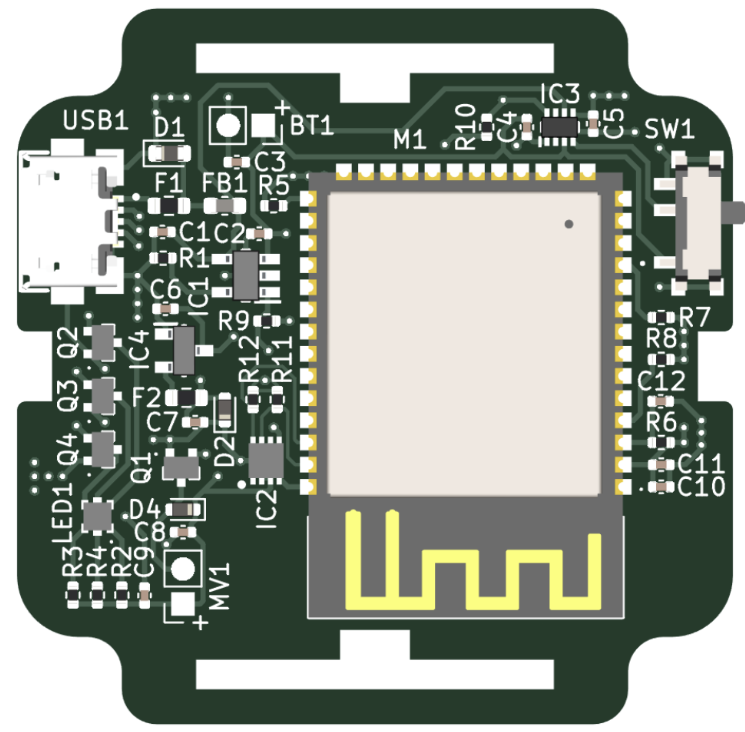 IC3
USB1
D1
+
BT1
R10
C4
C5
SW1
M1
C3
F1
FB1
R5
C1
C2
R1
IC1
C6
R9
R7
Q2
IC4
R12
R11
R8
Q3
F2
C12
C7
R6
Q4
Q1
D2
C11
C10
IC2
LED1
D4
C8
R3
R4
R2
C9
MV1
+